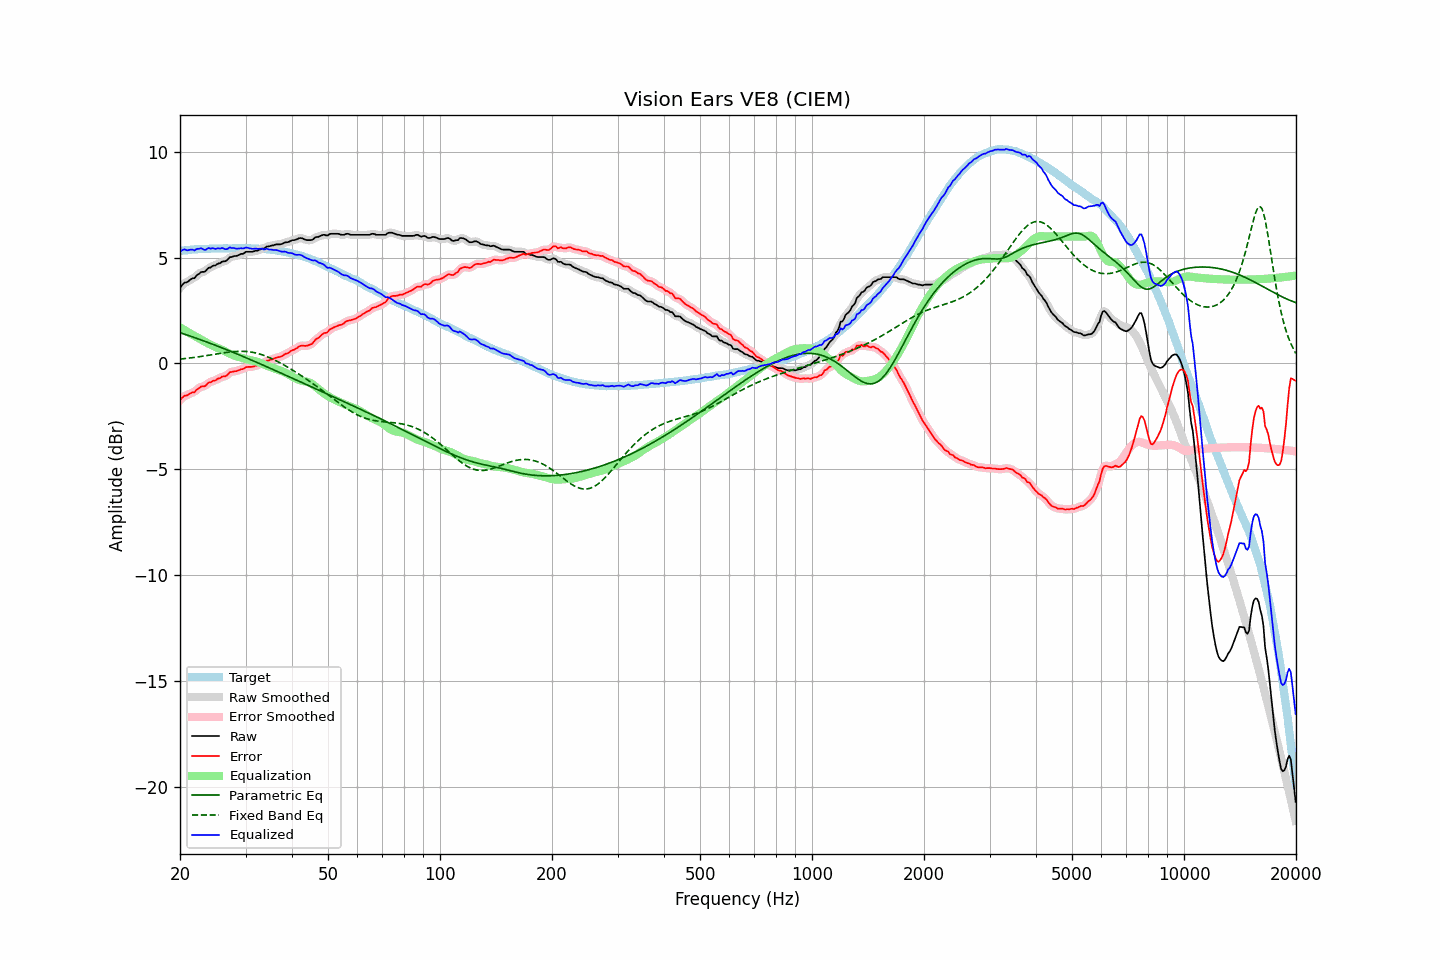 Vision Ears VE8 (CIEM)
10
5
0
−5
−10
−15
−20
Amplitude (dBr)
Target
Raw Smoothed
Error Smoothed
Raw
Error
Equalization
Parametric Eq
Fixed Band Eq
Equalized
20 50 100 200 500 1000 2000 5000 10000 20000
Frequency (Hz)